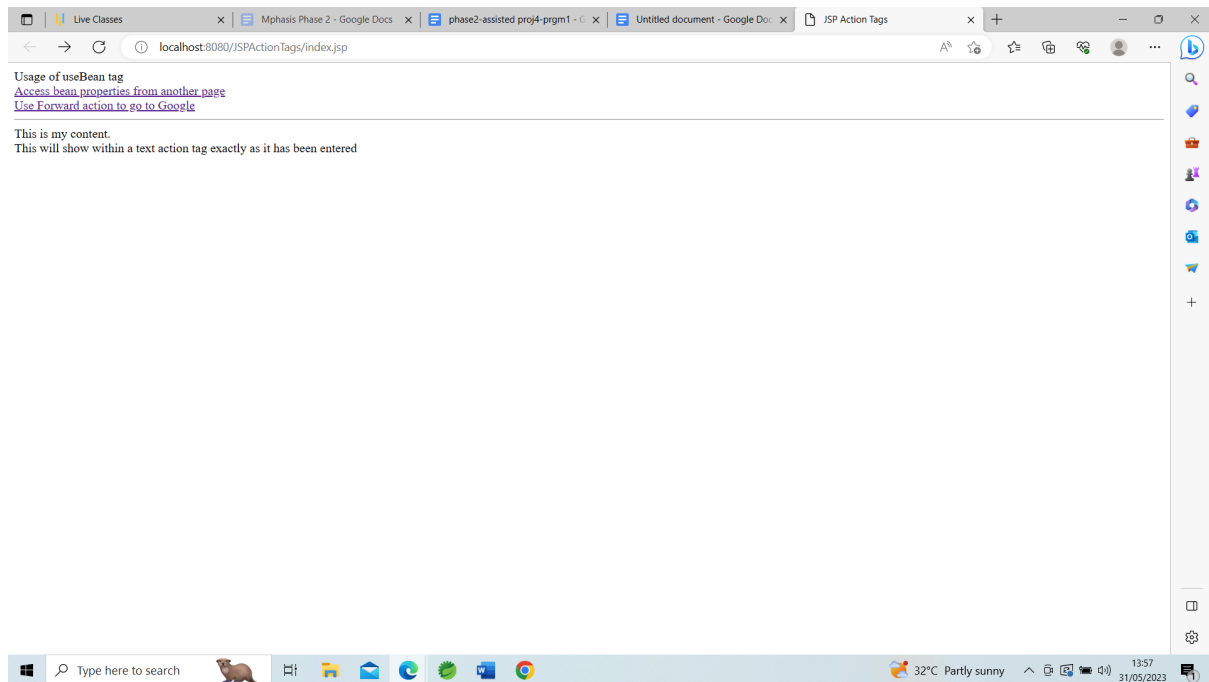 Live Classes
Mphasis Phase 2 - Google Docs
phase2-assisted proj4-prgm1 - G
Untitled document - Google Doc
JSP Action Tags
localhost:8080/JSPActionTags/index.jsp
Usage of useBean tag
Access bean properties from another page
Use Forward action to go to Google
This is my content.
This will show within a text action tag exactly as it has been entered
Type here to search
32°C Partly sunny
13:57
31/05/2023
1